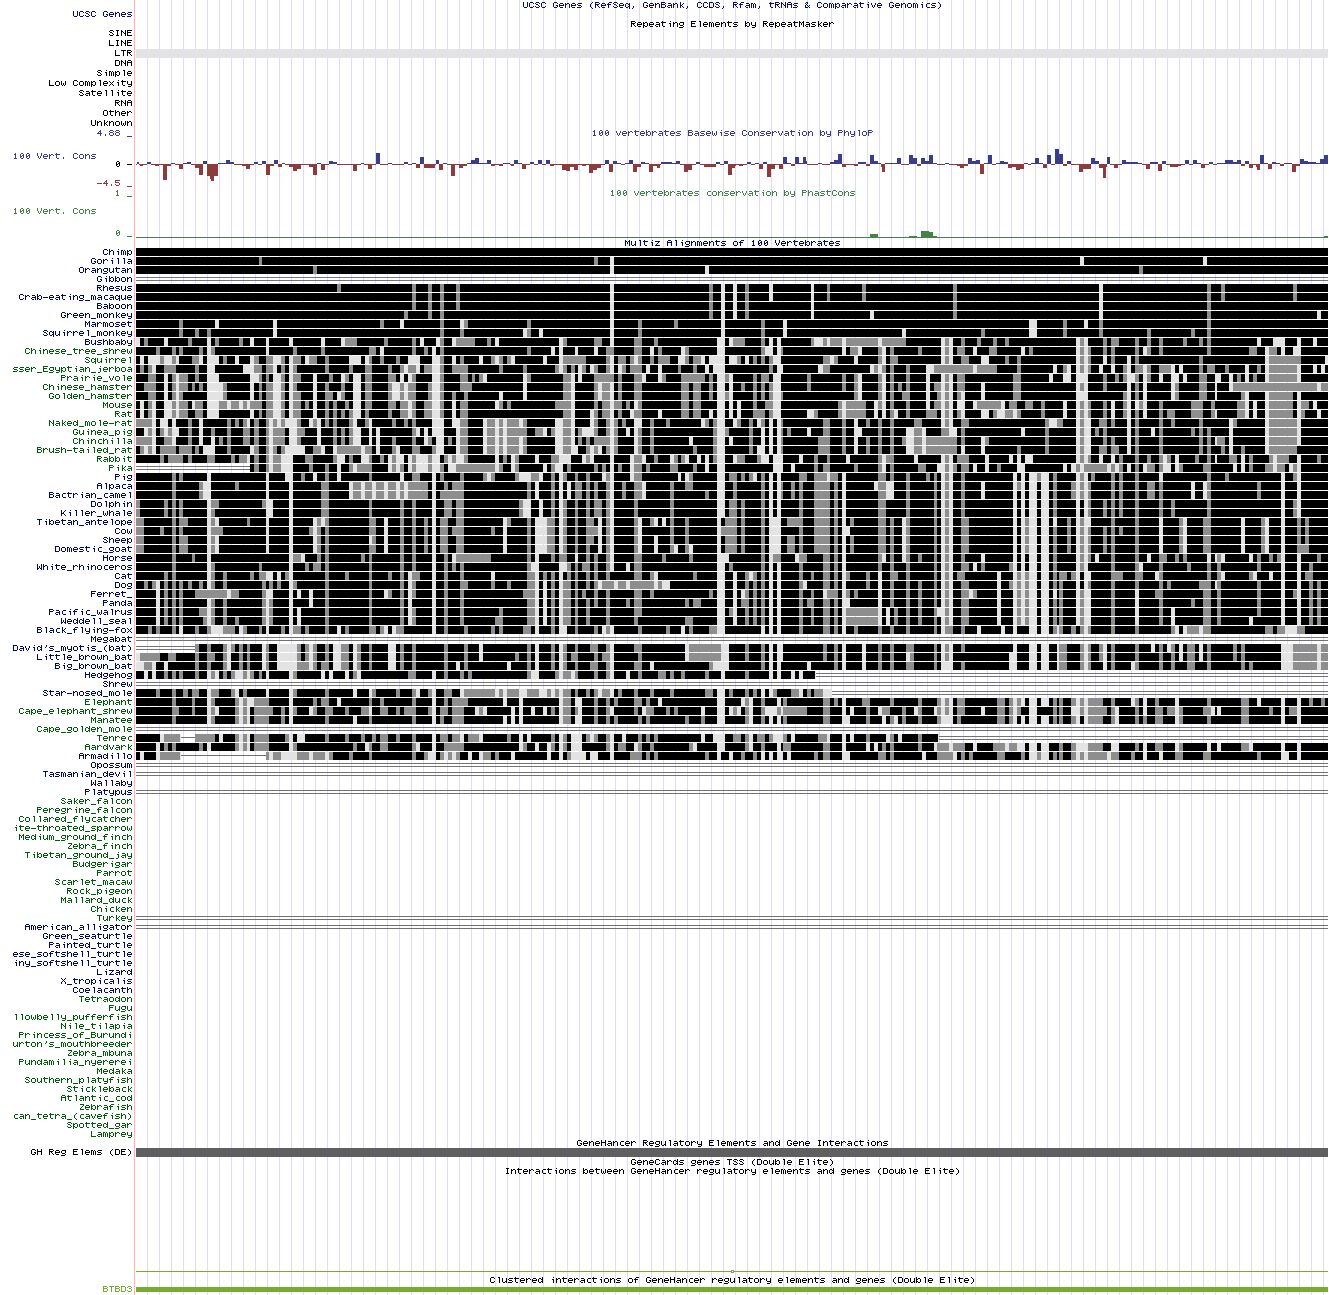 UCSC Genes (RefSeq, GenBank, CCDS, Rfam, tRNAs & Comparative Genomics)
UCSC Genes
Repeating Elements by RepeatMasker
SINE
LINE
LTR
DNA
Simple
Low Complexity
Satellite
RNA
Other
Unknown
4.88 _
100 vertebrates Basewise Conservation by PhyloP
100 Vert. Cons
0 -
-4.5 _
1 _
100 vertebrates conservation by PhastCons
100 Vert. Cons
0 _
Multiz Alignments of 100 Vertebrates
Chimp
Gorilla
Orangutan
Gibbon
Rhesus
Crab-eating_macaque
Baboon
Green_monkey
Marmoset
Squirrel_monkey
Bushbaby
Chinese_tree_shrew
Squirrel
sser_Egyptian_jerboa
Prairie_vole
Chinese_hamster
Golden_hamster
Mouse
Rat
Naked_mole-rat
Guinea_pig
Chinchilla
Brush-tailed_rat
Rabbit
Pika
Pig
Alpaca
Bactrian_camel
Dolphin
Killer_whale
Tibetan_antelope
Cow
Sheep
Domestic_goat
Horse
White_rhinoceros
Cat
Dog
Ferret_
Panda
Pacific_walrus
Weddell_seal
Black_flying-fox
Megabat
David's_myotis_(bat)
Little_brown_bat
Big_brown_bat
Hedgehog
Shrew
Star-nosed_mole
Elephant
Cape_elephant_shrew
Manatee
Cape_golden_mole
Tenrec
Aardvark
Armadillo
Opossum
Tasmanian_devil
Wallaby
Platypus
Saker_falcon
Peregrine_falcon
Collared_flycatcher
ite-throated_sparrow
Medium_ground_finch
Zebra_finch
Tibetan_ground_jay
Budgerigar
Parrot
Scarlet_macaw
Rock_pigeon
Mallard_duck
Chicken
Turkey
American_alligator
Green_seaturtle
Painted_turtle
ese_softshell_turtle
iny_softshell_turtle
Lizard
X_tropicalis
Coelacanth
Tetraodon
Fugu
llowbelly_pufferfish
Nile_tilapia
Princess_of_Burundi
urton's_mouthbreeder
Zebra_mbuna
Pundamilia_nyererei
Medaka
Southern_platyfish
Stickleback
Atlantic_cod
Zebrafish
can_tetra_(cavefish)
Spotted_gar
Lamprey
GeneHancer Regulatory Elements and Gene Interactions
GH Reg Elems (DE)
GeneCards genes TSS (Double Elite)
Interactions between GeneHancer regulatory elements and genes (Double Elite)
Clustered interactions of GeneHancer regulatory elements and genes (Double Elite)
BTBD3